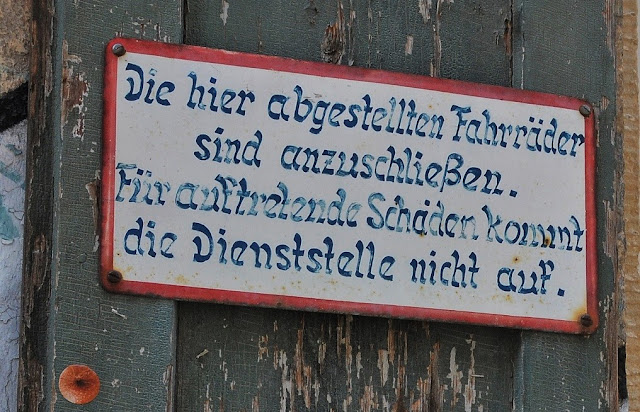 Die hier abgestellten Fahrräder
sind anzuschließen.
Für auftretende Schäden kommt
die Dienststelle nicht auf.